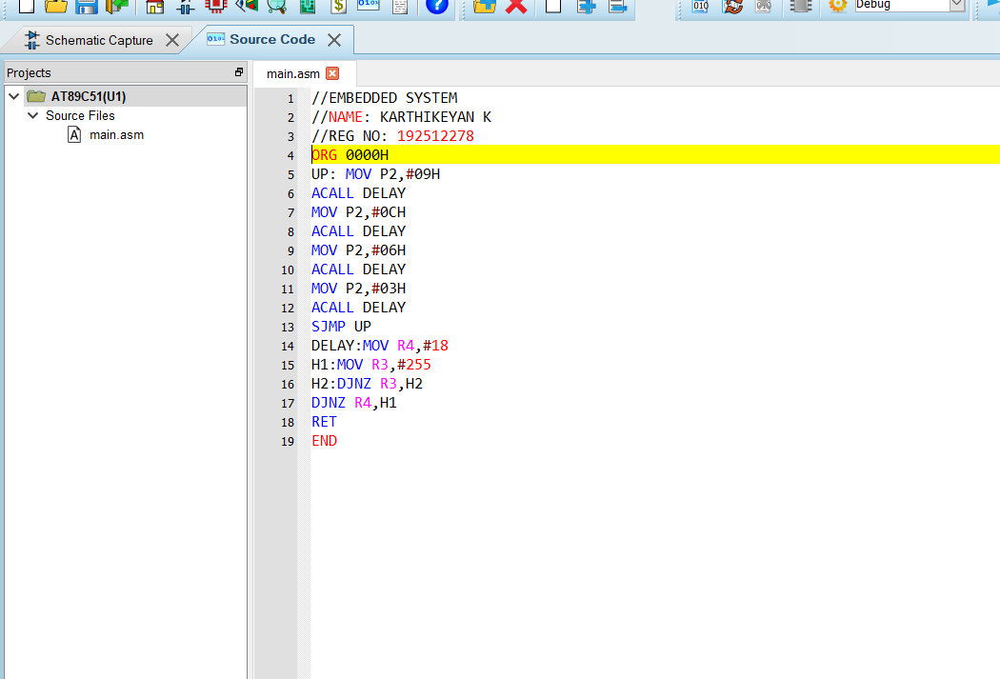 Debug
Schematic Capture
Source Code
Projects
main.asm
AT89C51(U1)
Source Files
main.asm
1 //EMBEDDED SYSTEM
2 //NAME: KARTHIKEYAN K
3 //REG NO: 192512278
4 ORG 0000H
5 UP: MOV P2,#09H
6 ACALL DELAY
7 MOV P2,#0CH
8 ACALL DELAY
9 MOV P2,#06H
10 ACALL DELAY
11 MOV P2,#03H
12 ACALL DELAY
13 SJMP UP
14 DELAY:MOV R4,#18
15 H1:MOV R3,#255
16 H2:DJNZ R3,H2
17 DJNZ R4,H1
18 RET
19 END